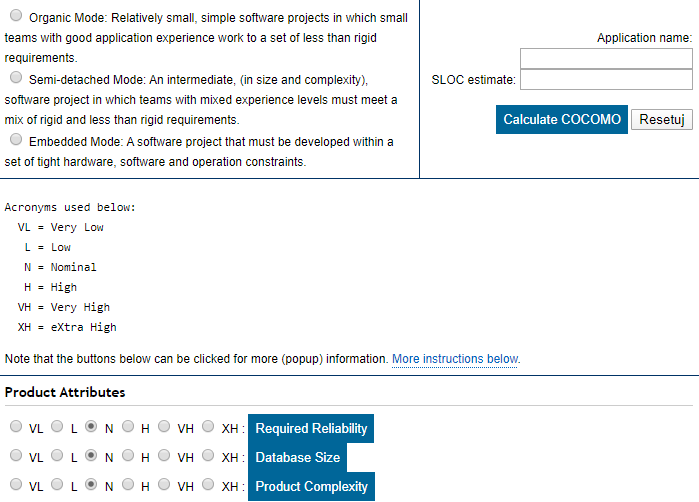 Organic Mode: Relatively small, simple software projects in which small
teams with good application experience work to a set of less than rigid
requirements.
Semi-detached Mode: An intermediate, (in size and complexity),
software project in which teams with mixed experience levels must meet a
mix of rigid and less than rigid requirements.
Embedded Mode: A software project that must be developed within a
set of tight hardware, software and operation constraints.
Application name:
SLOC estimate:
Calculate COCOMO Resetuj
Acronyms used below:
VL = Very Low
L = Low
N = Nominal
H = High
VH = Very High
XH = eXtra High
Note that the buttons below can be clicked for more (popup) information. More instructions below.
Product Attributes
VL L N H VH XH : Required Reliability
VL L N H VH XH : Database Size
VL L N H VH XH : Product Complexity